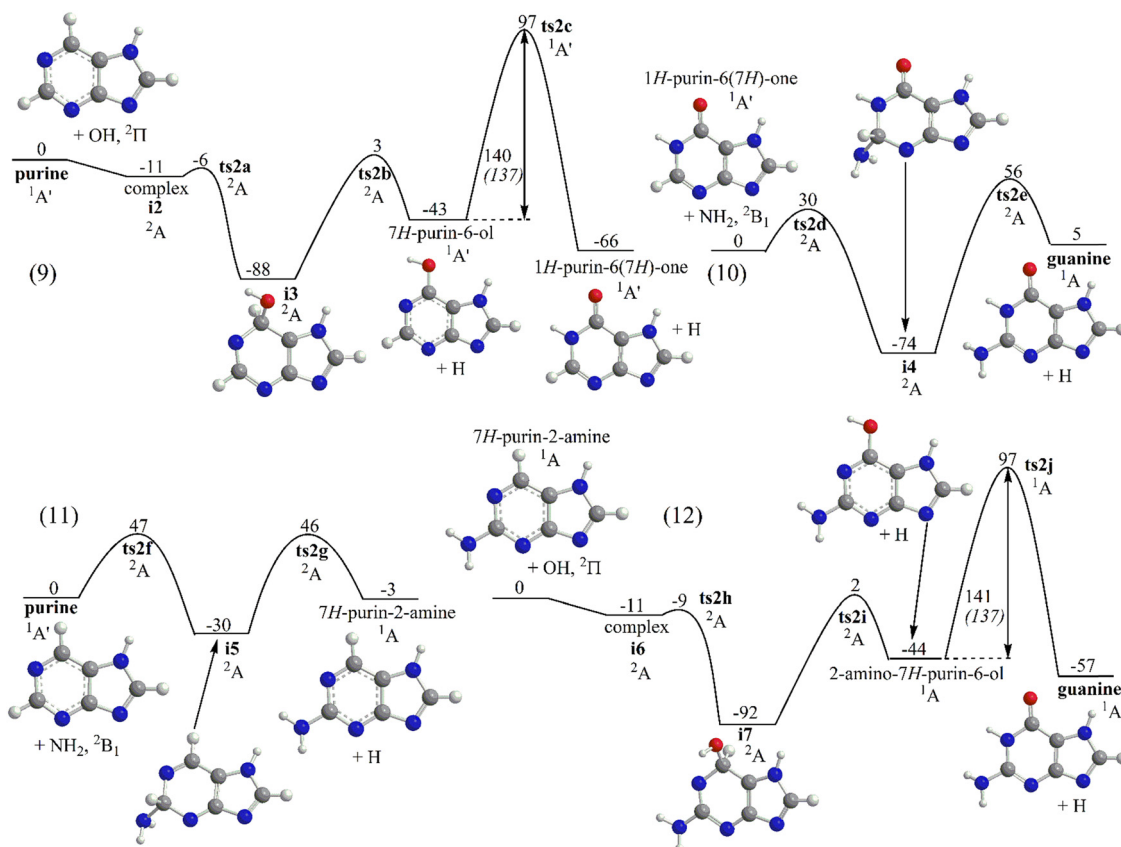 97 ts2c
¹A'
+ OH, ²Π
0
purine
¹A'
-11
complex
i2
²A
-6
ts2a
²A
-88
i3
²A
3
ts2b
²A
-43
7H-purin-6-ol
¹A'
+ H
140
(137)
-66
1H-purin-6(7H)-one
¹A'
+ H
(9)
1H-purin-6(7H)-one
¹A'
+ NH₂, ²B₁
0
30
ts2d
²A
-74
i4
²A
56
ts2e
²A
5
guanine
¹A
+ H
(10)
(11)
0
purine
¹A'
+ NH₂, ²B₁
47
ts2f
²A
-30
i5
²A
46
ts2g
²A
-3
7H-purin-2-amine
¹A
+ H
7H-purin-2-amine
¹A
+ OH, ²Π
(12)
0
-11
complex
i6
²A
-9
ts2h
²A
-92
i7
²A
2
ts2i
²A
+ H
-44
2-amino-7H-purin-6-ol
¹A
97 ts2j
¹A
141
(137)
-57
guanine
¹A
+ H